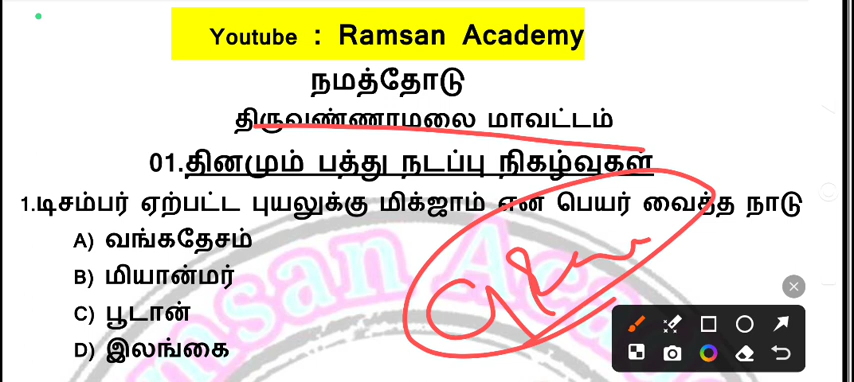 Youtube : Ramsan Academy
நமத்தோடு
திருவண்ணாமலை மாவட்டம்
01.தினமும் பத்து நடப்பு நிகழ்வுகள்
1.டிசம்பர் ஏற்பட்ட புயலுக்கு மிக்ஜாம் என பெயர் வைத்த நாடு
A) வங்கதேசம்
B) மியான்மர்
C) பூடான்
D) இலங்கை